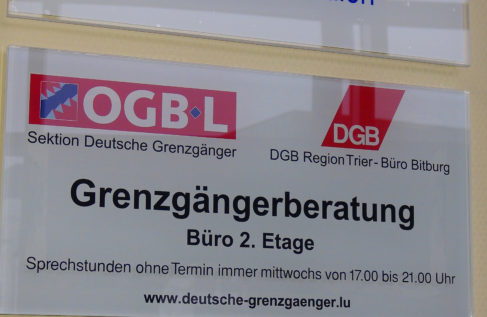 OGB·L
Sektion Deutsche Grenzgänger
DGB
DGB Region Trier - Büro Bitburg
Grenzgängerberatung
Büro 2. Etage
Sprechstunden ohne Termin immer mittwochs von 17.00 bis 21.00 Uhr
www.deutsche-grenzgaenger.lu